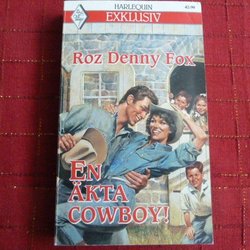 HARLEQUIN
EXKLUSIV
Roz Denny Fox
EN
ÄKTA
COWBOY!